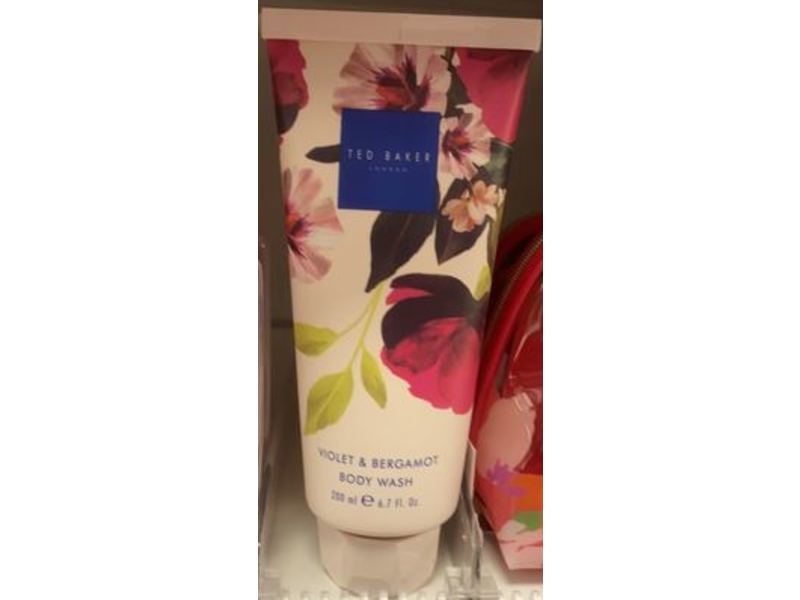 TED BAKER
LONDON
VIOLET & BERGAMOT
BODY WASH
200 ml e 6.7 fl. Oz.